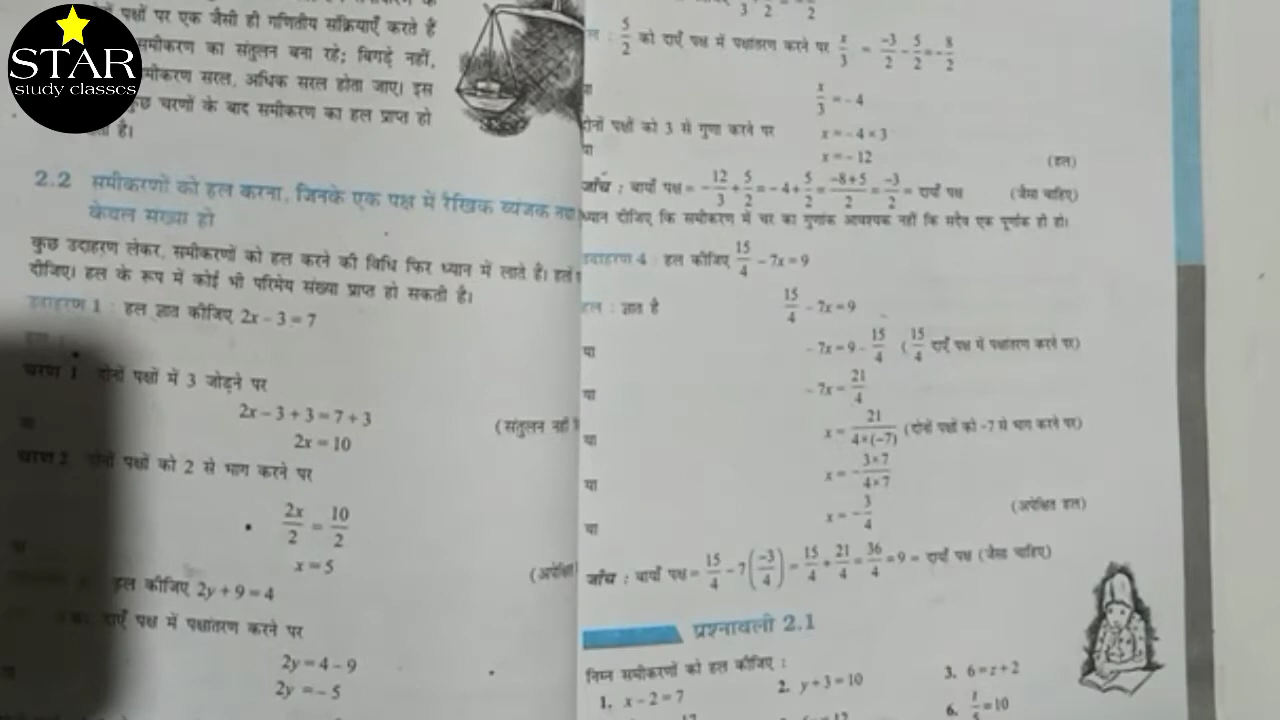 STAR
study classes
पक्षों पर एक जैसी ही गणितीय संक्रियाएँ करते हैं
समीकरण का संतुलन बना रहे; बिगड़े नहीं,
समीकरण सरल, अधिक सरल होता जाए। इस
कुछ चरणों के बाद समीकरण का हल प्राप्त हो
है।
2.2 समीकरणों को हल करना, जिनके एक पक्ष में रैखिक व्यंजक तथा
केवल संख्या हो
कुछ उदाहरण लेकर, समीकरणों को हल करने की विधि फिर ध्यान में लाते हैं।
दीजिए। हल के रूप में कोई भी परिमेय संख्या प्राप्त हो सकती है।
उदाहरण 1 : हल ज्ञात कीजिए 2x – 3 = 7
चरण 1 दोनों पक्षों में 3 जोड़ने पर
2x – 3 + 3 = 7 + 3 (संतुलन नहीं
2x = 10
चरण 2 दोनों पक्षों को 2 से भाग करने पर
2x/2 = 10/2
x = 5
हल कीजिए 2y + 9 = 4
दाएँ पक्ष में पक्षांतरण करने पर
2y = 4 – 9
2y = – 5
5/2 को दाएँ पक्ष में पक्षांतरण करने पर x/3 = -3/2 – 5/2 = – 8/2
x/3 = – 4
दोनों पक्षों को 3 से गुणा करने पर x = – 4 × 3
या x = – 12 (हल)
जाँच : बायाँ पक्ष = – 12/3 + 5/2 = – 4 + 5/2 = -8+5/2 = -3/2 = दायाँ पक्ष (जैसा चाहिए)
ध्यान दीजिए कि समीकरण में चर का गुणांक आवश्यक नहीं कि सदैव एक पूर्णांक ही हो।
उदाहरण 4 : हल कीजिए 15/4 – 7x = 9
हल : ज्ञात है 15/4 – 7x = 9
या – 7x = 9 – 15/4 (15/4 दाएँ पक्ष में पक्षांतरण करने पर)
या – 7x = 21/4
या x = 21/4×(–7) (दोनों पक्षों को -7 से भाग करने पर)
या x = – 3×7/4×7
या x = – 3/4 (अपेक्षित हल)
जाँच : बायाँ पक्ष = 15/4 – 7(-3/4) = 15/4 + 21/4 = 36/4 = 9 = दायाँ पक्ष (जैसा चाहिए)
प्रश्नावली 2.1
निम्न समीकरणों को हल कीजिए :
1. x – 2 = 7 2. y + 3 = 10 3. 6 = z + 2
6. = 10